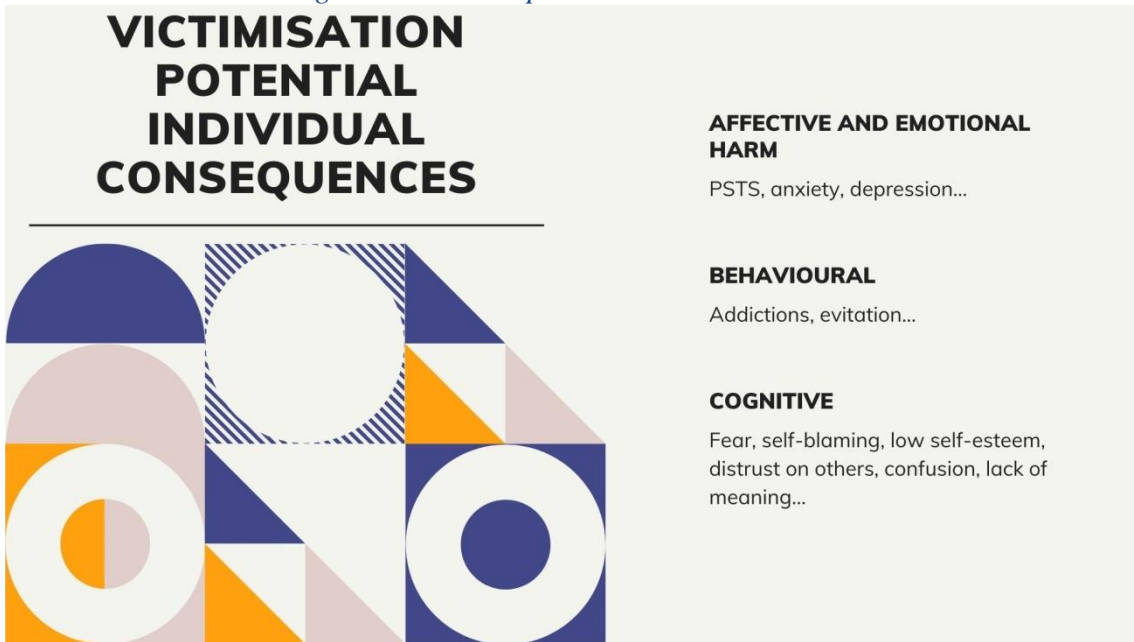 VICTIMISATION
POTENTIAL
INDIVIDUAL
CONSEQUENCES
AFFECTIVE AND EMOTIONAL
HARM
PSTS, anxiety, depression...
BEHAVIOURAL
Addictions, evitation...
COGNITIVE
Fear, self-blaming, low self-esteem,
distrust on others, confusion, lack of
meaning...